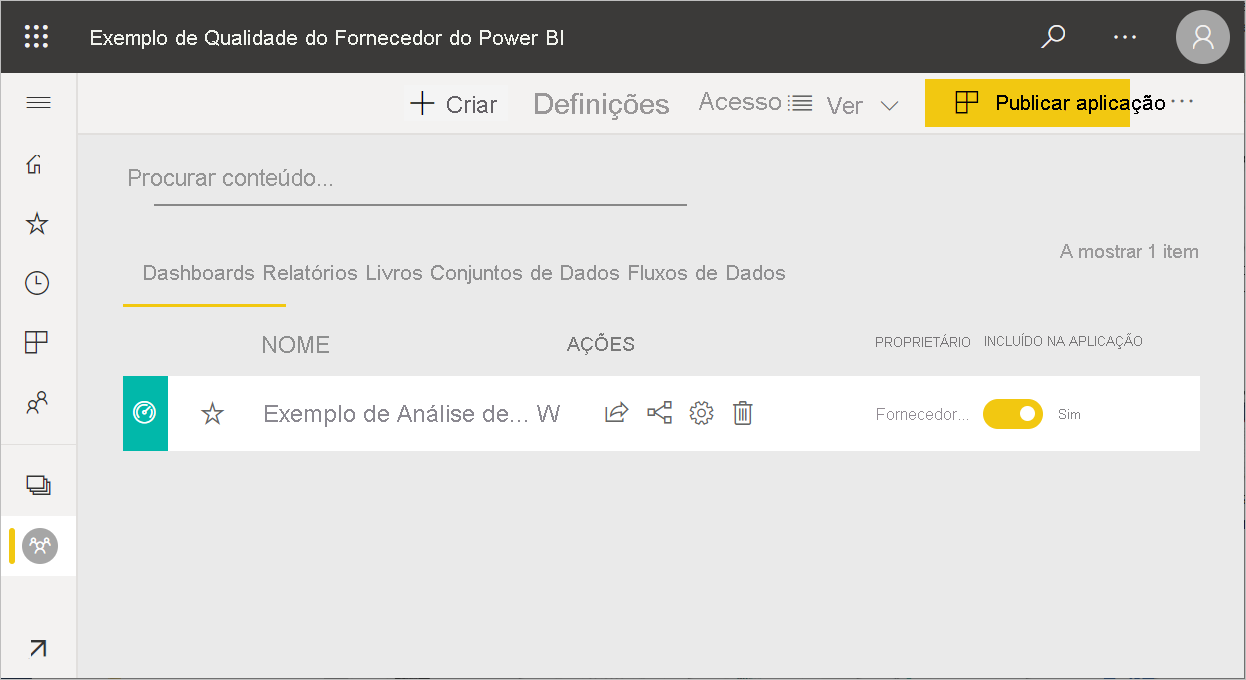 Exemplo de Qualidade do Fornecedor do Power BI
Criar Definições Acesso Ver Publicar aplicação
Procurar conteúdo...
A mostrar 1 item
Dashboards Relatórios Livros Conjuntos de Dados Fluxos de Dados
NOME AÇÕES PROPRIETÁRIO INCLUÍDO NA APLICAÇÃO
Exemplo de Análise de... W Fornecedor... Sim